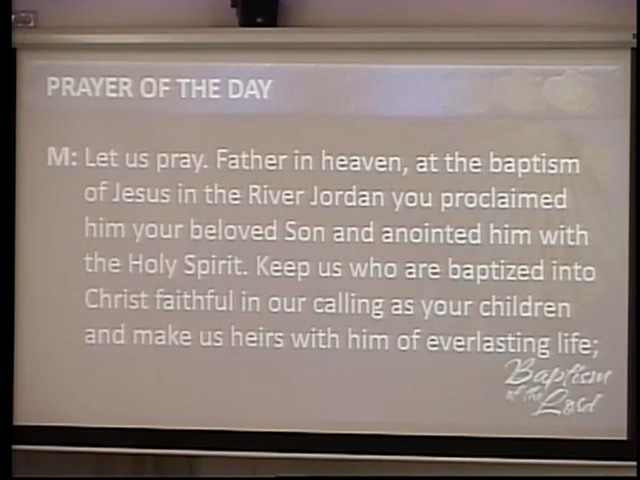 PRAYER OF THE DAY
M: Let us pray. Father in heaven, at the baptism
of Jesus in the River Jordan you proclaimed
him your beloved Son and anointed him with
the Holy Spirit. Keep us who are baptized into
Christ faithful in our calling as your children
and make us heirs with him of everlasting life;
Baptism
of the Lord